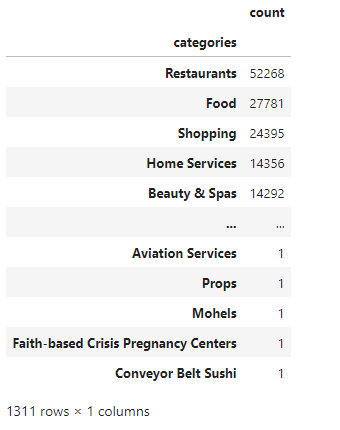 count
categories
Restaurants 52268
Food 27781
Shopping 24395
Home Services 14356
Beauty & Spas 14292
... ...
Aviation Services 1
Props 1
Mohels 1
Faith-based Crisis Pregnancy Centers 1
Conveyor Belt Sushi 1
1311 rows × 1 columns